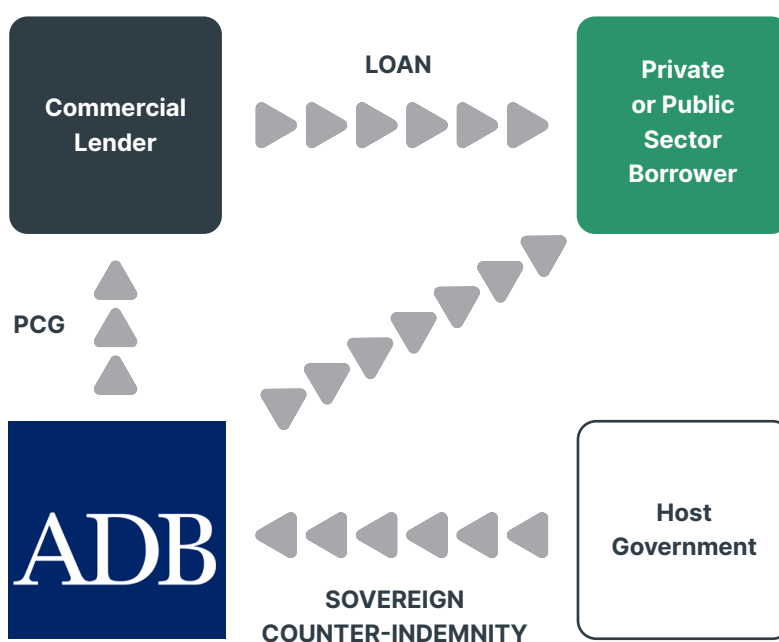 LOAN
Commercial
Lender
Private
or Public
Sector
Borrower
PCG
ADB
Host
Government
SOVEREIGN
COUNTER-INDEMNITY